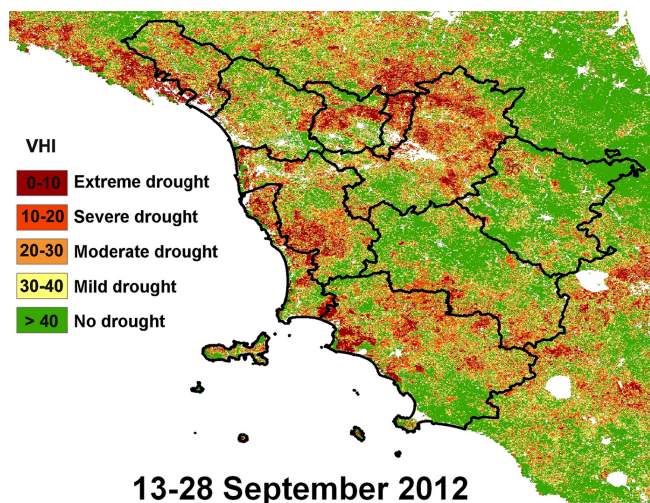 VHI
0-10 Extreme drought
10-20 Severe drought
20-30 Moderate drought
30-40 Mild drought
> 40 No drought
13-28 September 2012